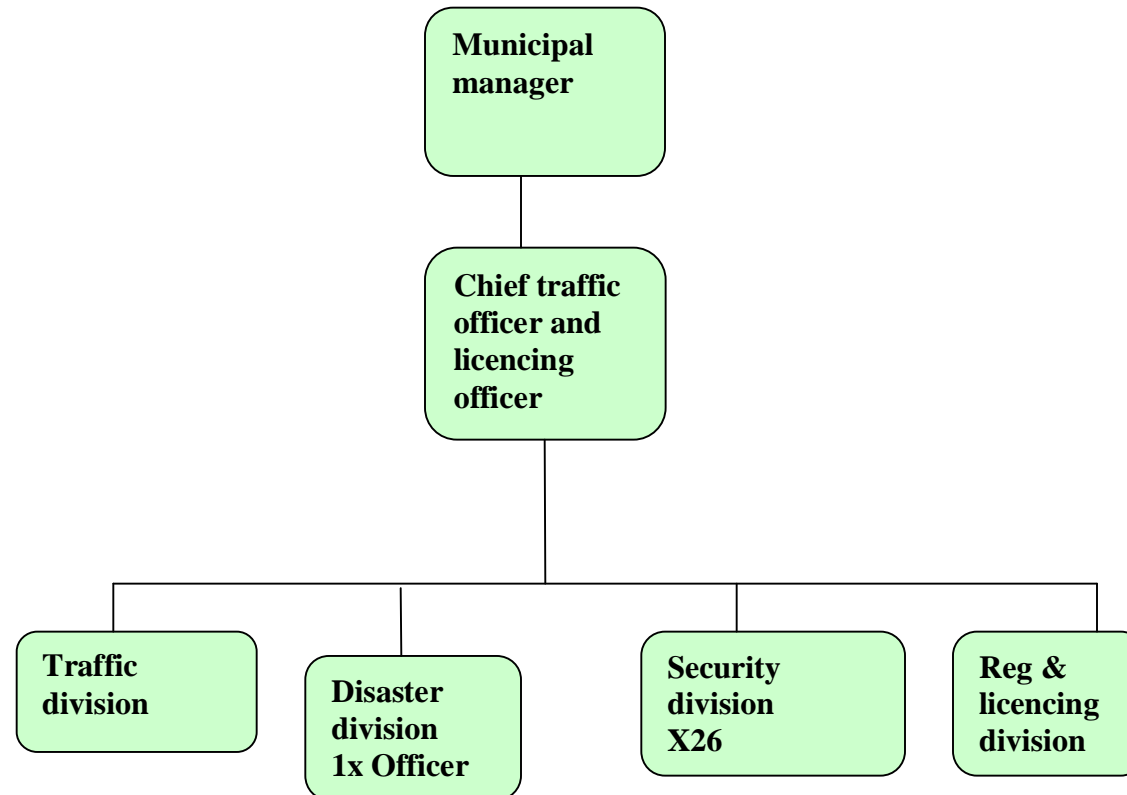 Municipal
manager
Chief traffic
officer and
licencing
officer
Traffic
division
Disaster
division
1x Officer
Security
division
X26
Reg &
licencing
division